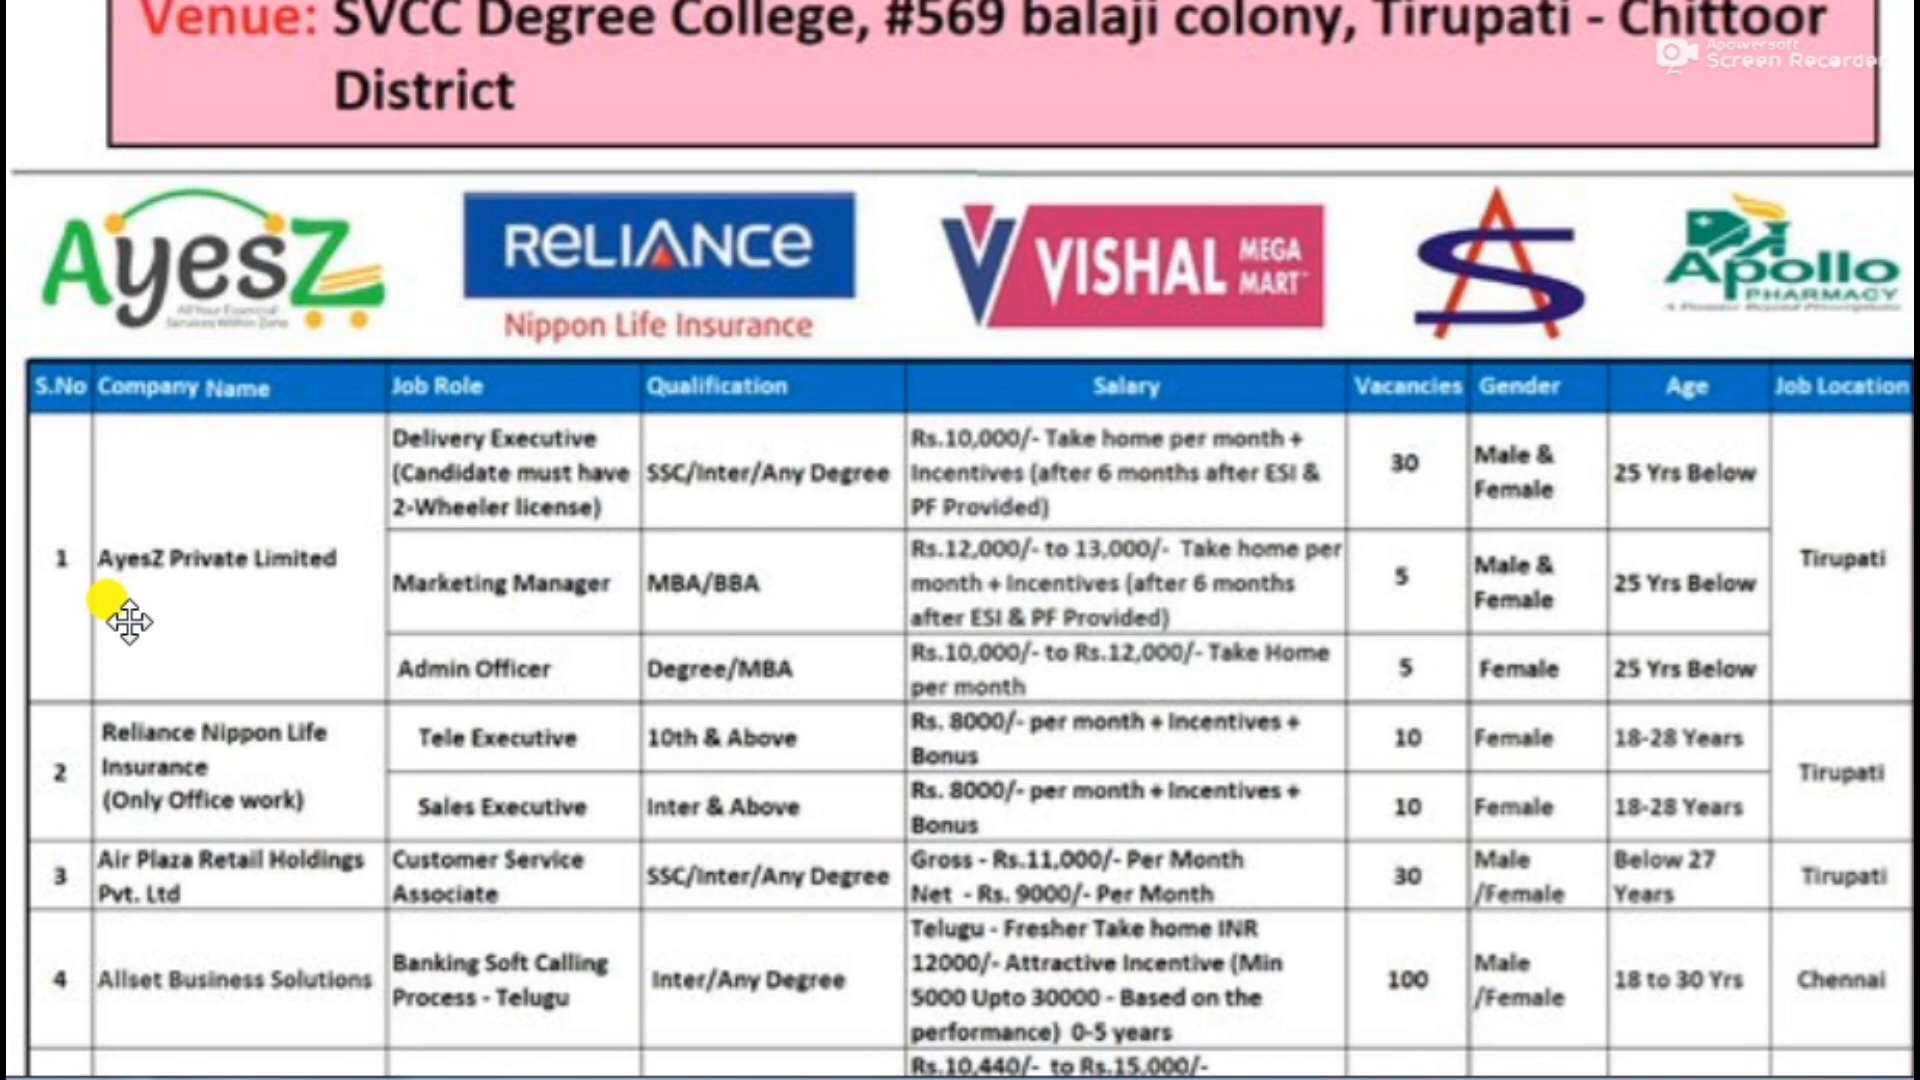 Venue: SVCC Degree College, #569 balaji colony, Tirupati - Chittoor
District
Apowersoft
Screen Recorder
AyesZ
All Your Essential
Services Within Zone
RELIANCE
Nippon Life Insurance
V VISHAL MEGA
MART
AS
Apollo
PHARMACY
S.No Company Name Job Role Qualification Salary Vacancies Gender Age Job Location
1 AyesZ Private Limited
Delivery Executive
(Candidate must have
2-Wheeler license)
SSC/Inter/Any Degree
Rs.10,000/- Take home per month +
Incentives (after 6 months after ESI &
PF Provided)
30
Male &
Female
25 Yrs Below
Tirupati
Marketing Manager
MBA/BBA
Rs.12,000/- to 13,000/- Take home per
month + Incentives (after 6 months
after ESI & PF Provided)
5
Male &
Female
25 Yrs Below
Admin Officer
Degree/MBA
Rs.10,000/- to Rs.12,000/- Take Home
per month
5
Female
25 Yrs Below
2
Reliance Nippon Life
Insurance
(Only Office work)
Tele Executive
10th & Above
Rs. 8000/- per month + Incentives +
Bonus
10
Female
18-28 Years
Tirupati
Sales Executive
Inter & Above
Rs. 8000/- per month + Incentives +
Bonus
10
Female
18-28 Years
3
Air Plaza Retail Holdings
Pvt. Ltd
Customer Service
Associate
SSC/Inter/Any Degree
Gross - Rs.11,000/- Per Month
Net - Rs. 9000/- Per Month
30
Male
/Female
Below 27
Years
Tirupati
4
Allset Business Solutions
Banking Soft Calling
Process - Telugu
Inter/Any Degree
Telugu - Fresher Take home INR
12000/- Attractive Incentive (Min
5000 Upto 30000 - Based on the
performance) 0-5 years
100
Male
/Female
18 to 30 Yrs
Chennai
Rs.10,440/- to Rs.15,000/-